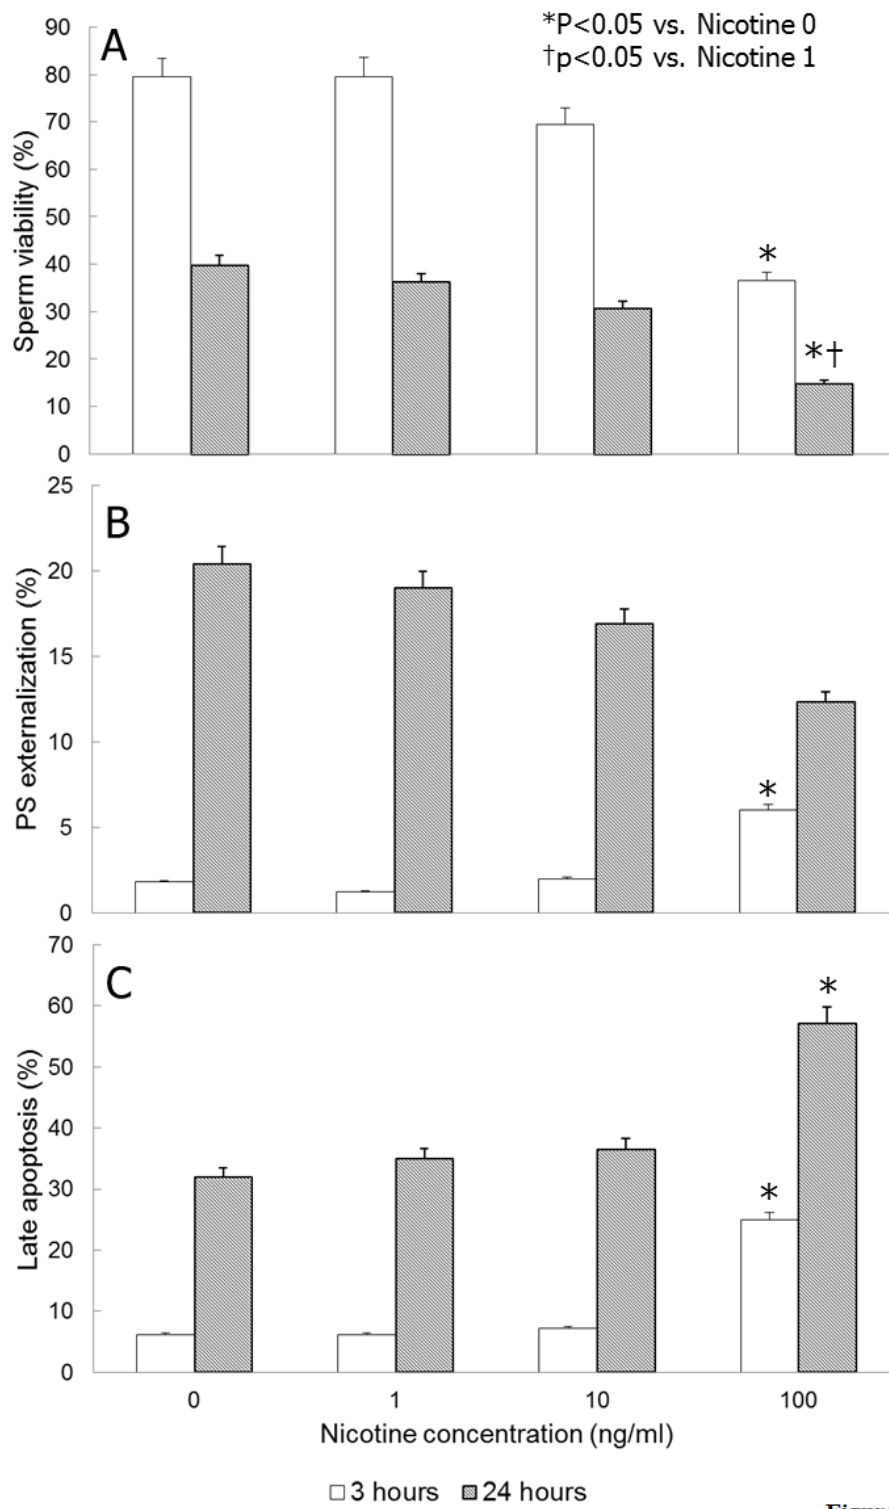 A
*P<0.05 vs. Nicotine 0
†p<0.05 vs. Nicotine 1
Sperm viability (%)
90
80
70
60
50
40
30
20
10
0
*
*†
B
PS externalization (%)
25
20
15
10
5
0
*
C
Late apoptosis (%)
70
60
50
40
30
20
10
0
*
*
0 1 10 100
Nicotine concentration (ng/ml)
3 hours 24 hours